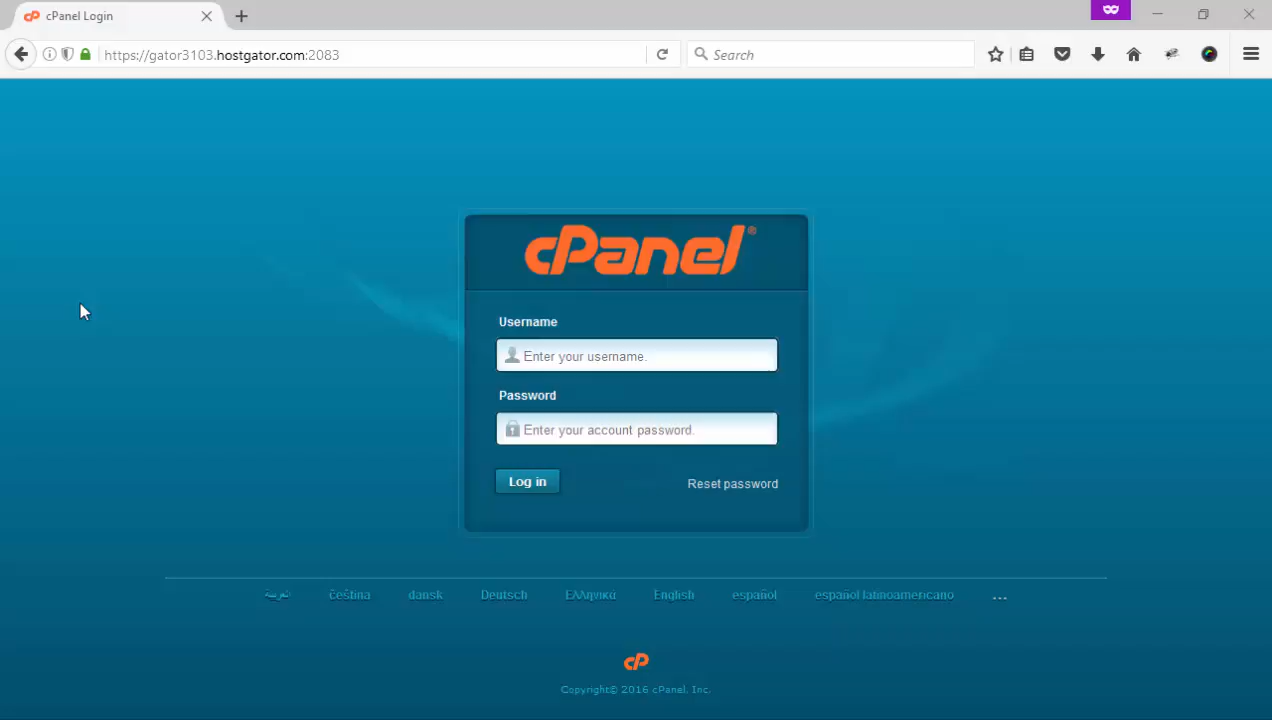 cPanel Login
https://gator3103.hostgator.com:2083
Search
cPanel®
Username
Enter your username.
Password
Enter your account password.
Log in
Reset password
العربية čeština dansk Deutsch Ελληνικά English español español latinoamericano ...
cP
Copyright© 2016 cPanel, Inc.